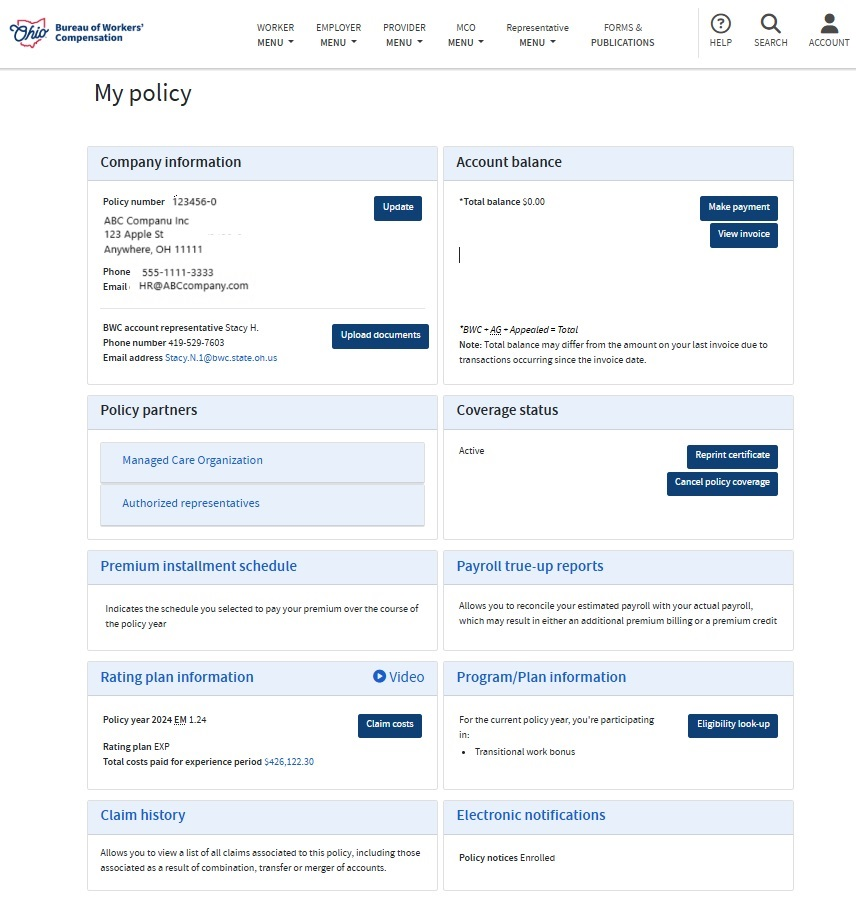 Ohio
Bureau of Workers'
Compensation
WORKER
MENU
EMPLOYER
MENU
PROVIDER
MENU
MCO
MENU
Representative
MENU
FORMS &
PUBLICATIONS
HELP
SEARCH
ACCOUNT
My policy
Company information
Policy number 123456-0
Update
ABC Companu Inc
123 Apple St
Anywhere, OH 11111
Phone 555-1111-3333
Email HR@ABCcompany.com
BWC account representative Stacy H.
Upload documents
Phone number 419-529-7603
Email address Stacy.N.1@bwc.state.oh.us
Account balance
*Total balance $0.00
Make payment
View invoice
*BWC + AG + Appealed = Total
Note: Total balance may differ from the amount on your last invoice due to
transactions occurring since the invoice date.
Policy partners
Managed Care Organization
Authorized representatives
Coverage status
Active
Reprint certificate
Cancel policy coverage
Premium installment schedule
Indicates the schedule you selected to pay your premium over the course of
the policy year
Payroll true-up reports
Allows you to reconcile your estimated payroll with your actual payroll,
which may result in either an additional premium billing or a premium credit
Rating plan information
Video
Policy year 2024 EM 1.24
Claim costs
Rating plan EXP
Total costs paid for experience period $426,122.30
Program/Plan information
For the current policy year, you're participating
in:
Eligibility look-up
• Transitional work bonus
Claim history
Allows you to view a list of all claims associated to this policy, including those
associated as a result of combination, transfer or merger of accounts.
Electronic notifications
Policy notices Enrolled